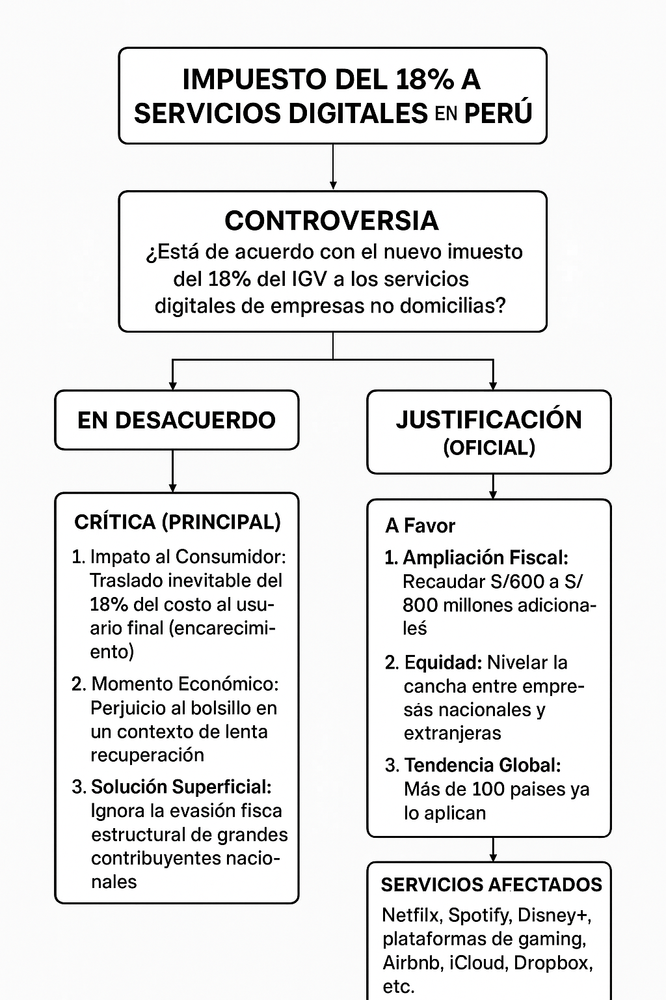 IMPUESTO DEL 18% A
SERVICIOS DIGITALES EN PERÚ
CONTROVERSIA
¿Está de acuerdo con el nuevo imuesto
del 18% del IGV a los servicios
digitales de empresas no domicilias?
EN DESACUERDO
CRÍTICA (PRINCIPAL)
1. Impato al Consumidor:
Traslado inevitable del
18% del costo al usu-
ario final (encarecimi-
ento)
2. Momento Económico:
Perjuicio al bolsillo en
un contexto de lenta
recuperación
3. Solución Superficial:
Ignora la evasión fisca
estructural de grandes
contribuyentes nacio-
nales
JUSTIFICACIÓN
(OFICIAL)
A Favor
1. Ampliación Fiscal:
Recaudar S/600 a S/
800 millones adiciona-
leś
2. Equidad: Nivelar la
cancha entre empre-
sás nacionales y
extranjeras
3. Tendencia Global:
Más de 100 paises ya
lo aplican
SERVICIOS AFECTADOS
Netfilx, Spotify, Disney+,
plataformas de gaming,
Airbnb, iCloud, Dropbox,
etc.